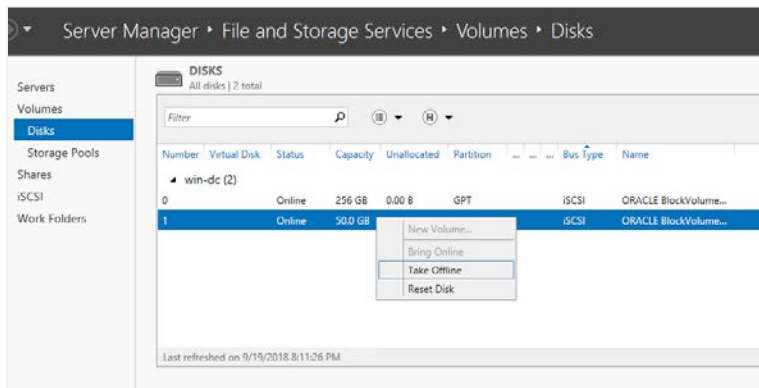 Server Manager ‣ File and Storage Services ‣ Volumes ‣ Disks
Servers
Volumes
Disks
Storage Pools
Shares
iSCSI
Work Folders
DISKS
All disks | 2 total
Filter
Number Virtual Disk Status Capacity Unallocated Partition ... ... ... Bus Type Name
win-dc (2)
0 Online 256 GB 0.00 B GPT iSCSI ORACLE BlockVolume...
1 Online 50.0 GB iSCSI ORACLE BlockVolume...
New Volume...
Bring Online
Take Offline
Reset Disk
Last refreshed on 9/19/2018 8:11:26 PM